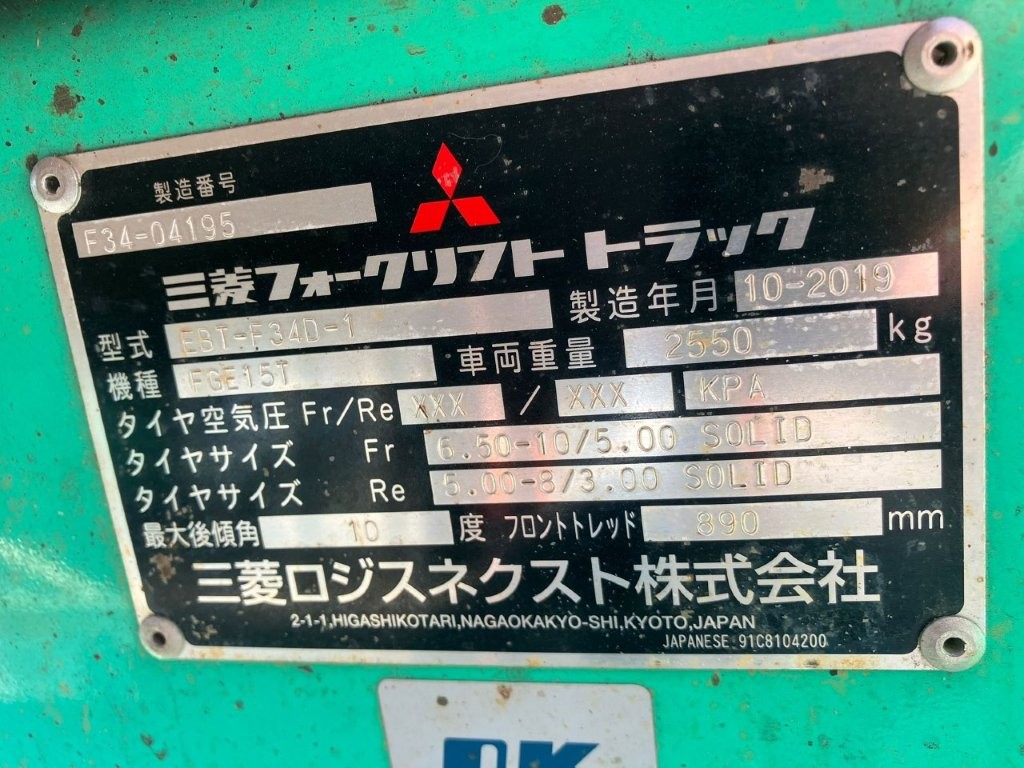 製造番号
F34-04195
三菱フォークリフト トラック
製造年月 10-2019
型式 EBT-F34D-1
車両重量 2550 kg
機種 FGE15T
タイヤ空気圧 Fr/Re XXX / XXX KPA
タイヤサイズ Fr 6.50-10/5.00 SOLID
タイヤサイズ Re 5.00-8/3.00 SOLID
最大後傾角 10 度 フロントトレッド 890 mm
三菱ロジスネクスト株式会社
2-1-1,HIGASHIKOTARI,NAGAOKAKYO-SHI,KYOTO,JAPAN
JAPANESE 91C8104200